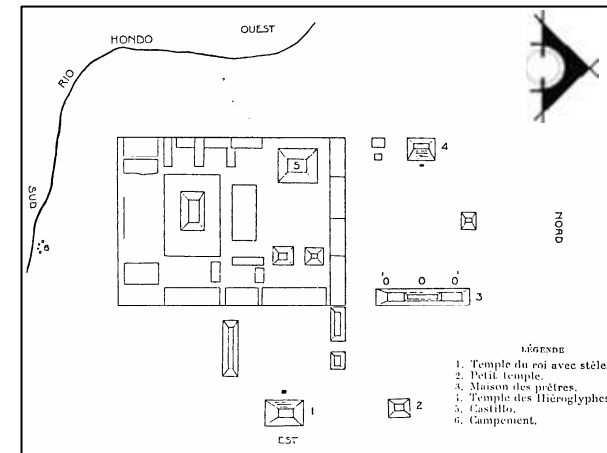 OUEST
HONDO
RIO
SUD
6
5
4
NORD
'O O O'
3
1
2
EST
LÉGENDE
1. Temple du roi avec stèle
2. Petit temple.
3. Maison des prêtres.
4. Temple des Hiéroglyphes
5. Castillo.
6. Campement.